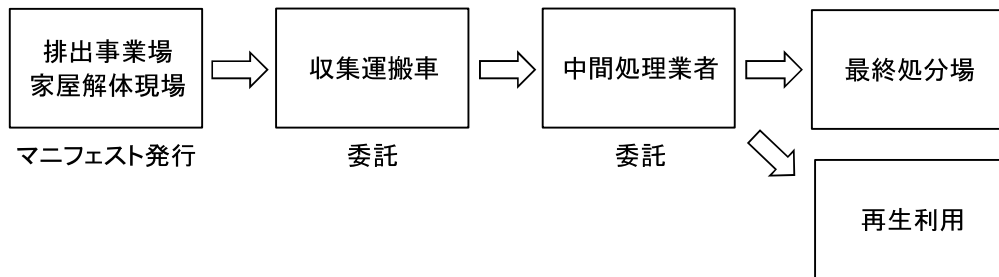 排出事業場
家屋解体現場
マニフェスト発行
収集運搬車
委託
中間処理業者
委託
最終処分場
再生利用